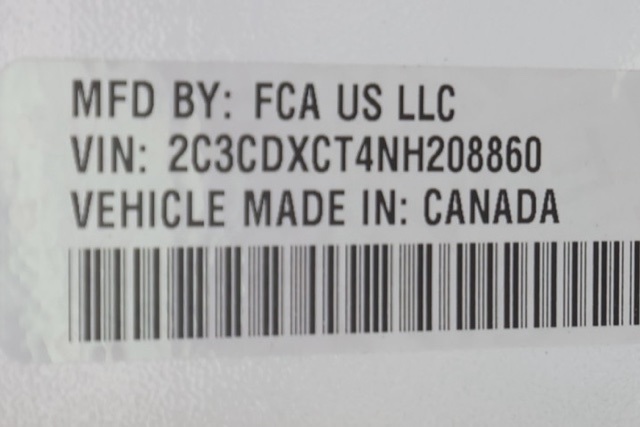 MFD BY: FCA US LLC
VIN: 2C3CDXCT4NH208860
VEHICLE MADE IN: CANADA